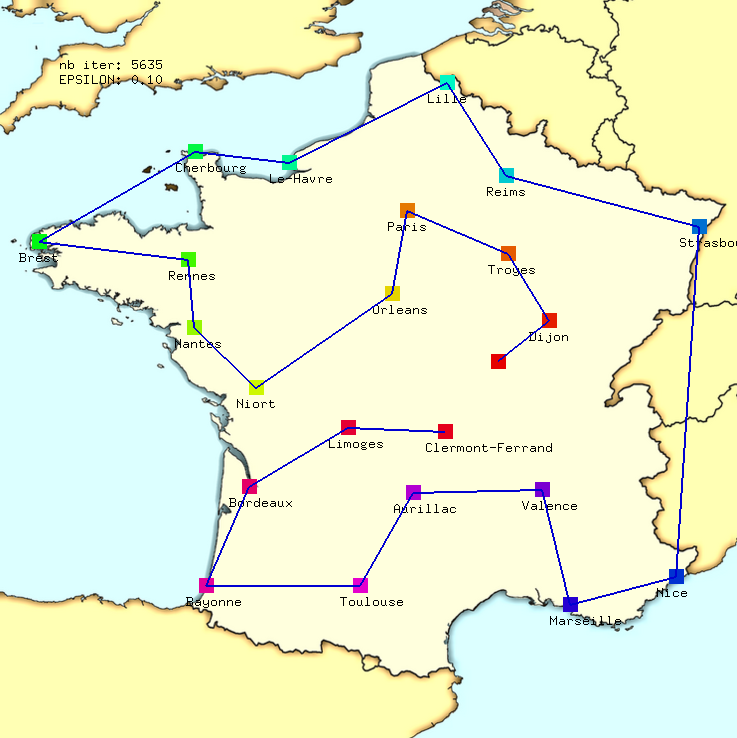 nb iter: 5635
EPSILON: 0.10
Lille
Cherbourg
Le-Havre
Reims
Paris
Strasbou
Brest
Troyes
Rennes
Orleans
Nantes
Dijon
Niort
Limoges
Clermont-Ferrand
Bordeaux
Aurillac
Valence
Nice
Bayonne
Toulouse
Marseille